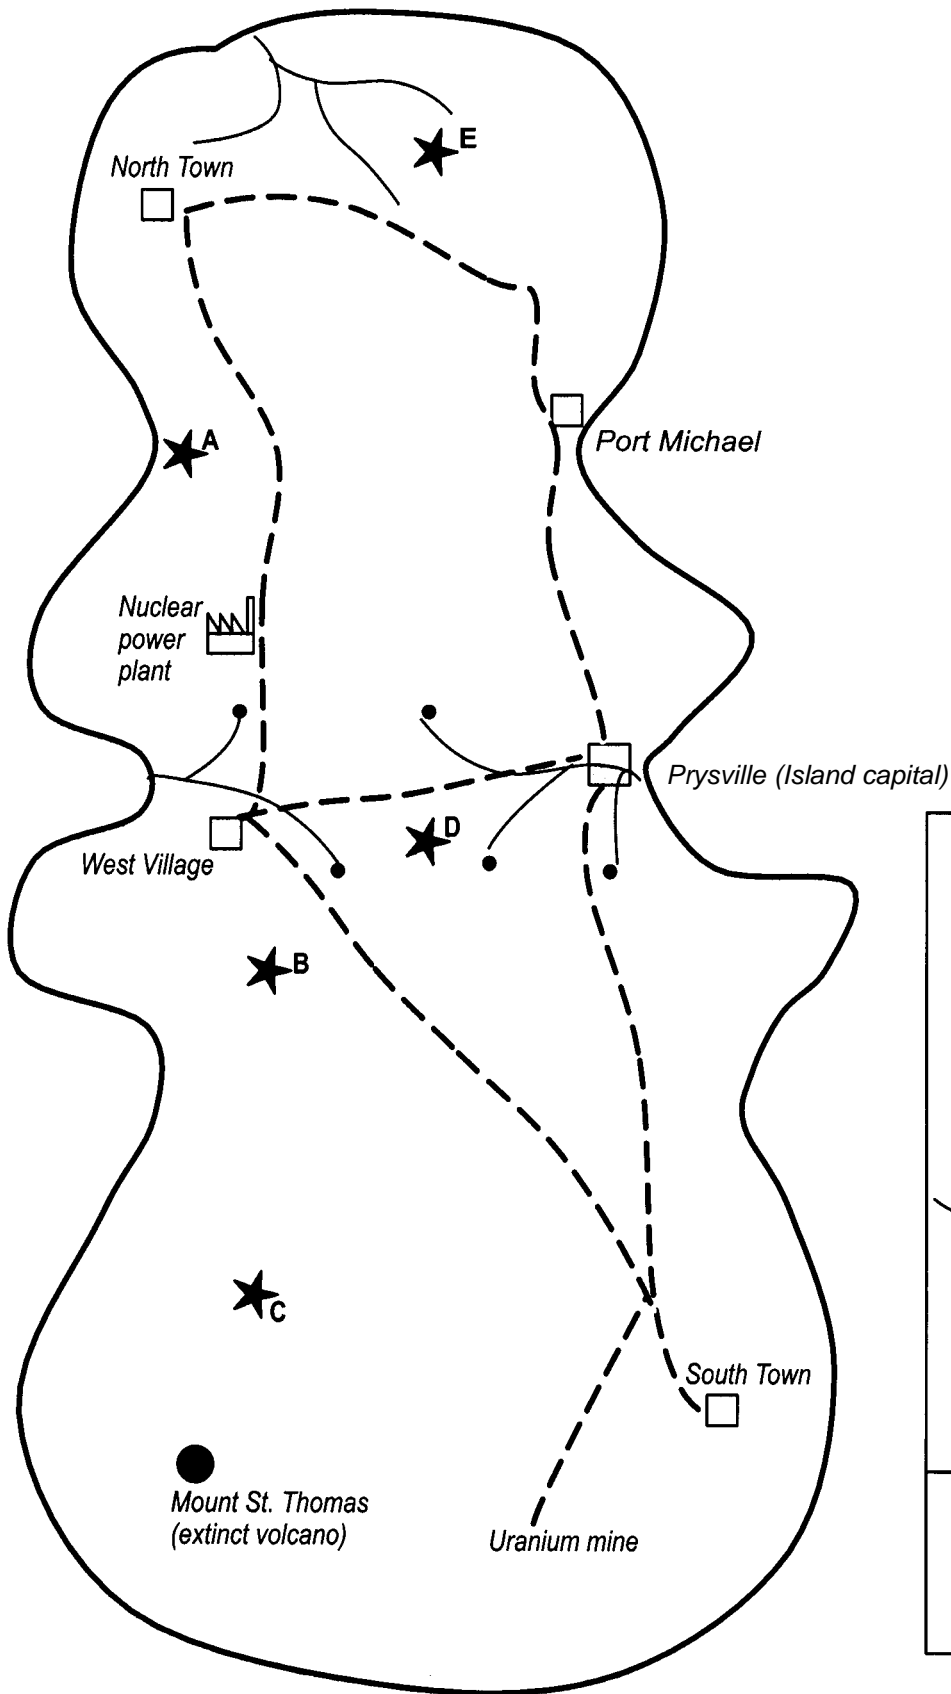 E
North Town
A
Port Michael
Nuclear
power
plant
Prysville (Island capital)
D
West Village
B
C
South Town
Mount St. Thomas
(extinct volcano)
Uranium mine